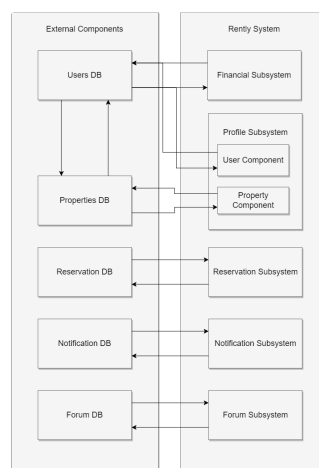 External Components
Rently System
Users DB
Financial Subsystem
Profile Subsystem
User Component
Properties DB
Property
Component
Reservation DB
Reservation Subsystem
Notification DB
Notification Subsystem
Forum DB
Forum Subsystem